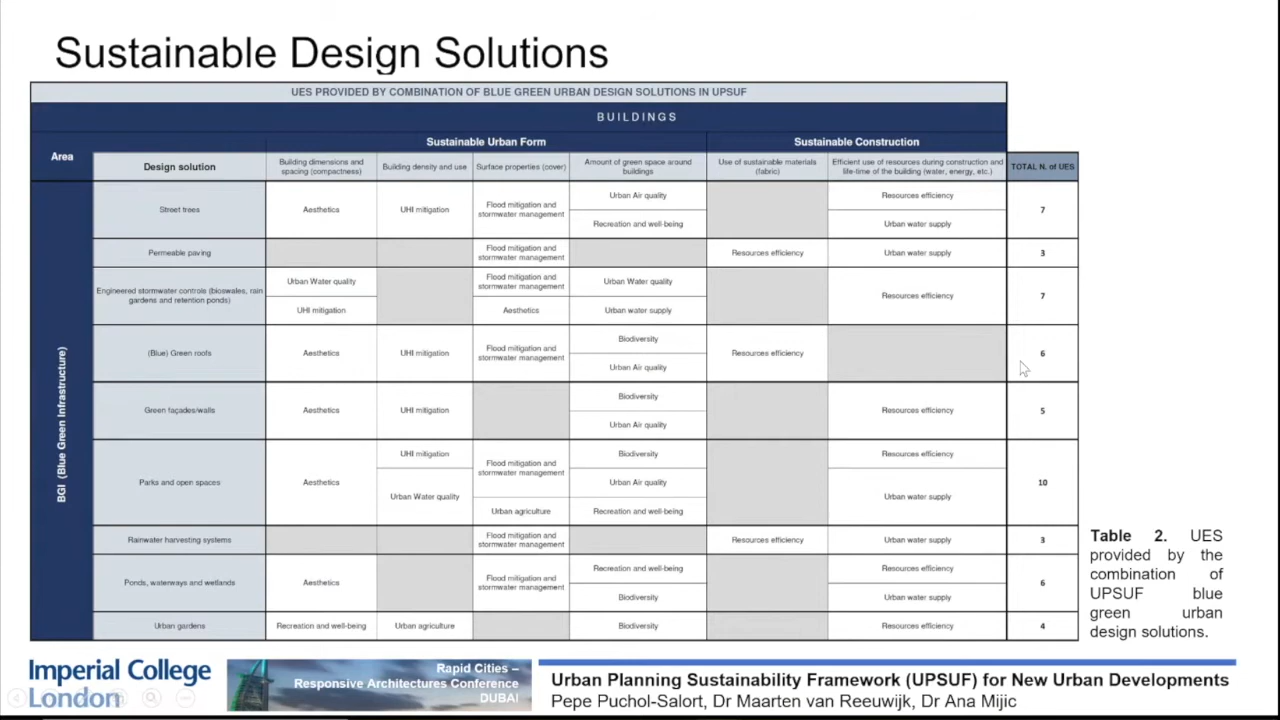 Sustainable Design Solutions
UES PROVIDED BY COMBINATION OF BLUE GREEN URBAN DESIGN SOLUTIONS IN UPSUF
BUILDINGS
Area
Sustainable Urban Form
Sustainable Construction
Design solution
Building dimensions and
spacing (compactness)
Building density and use
Surface properties (cover)
Amount of green space around
buildings
Use of sustainable materials
(fabric)
Efficient use of resources during construction and
life-time of the building (water, energy, etc.)
TOTAL N. of UES
BGI (Blue Green Infrastructure)
Street trees
Aesthetics
UHI mitigation
Flood mitigation and
stormwater management
Urban Air quality
Recreation and well-being
Resources efficiency
Urban water supply
7
Permeable paving
Flood mitigation and
stormwater management
Resources efficiency
Urban water supply
3
Engineered stormwater controls (bioswales, rain
gardens and retention ponds)
Urban Water quality
UHI mitigation
Flood mitigation and
stormwater management
Aesthetics
Urban Water quality
Urban water supply
Resources efficiency
7
(Blue) Green roofs
Aesthetics
UHI mitigation
Flood mitigation and
stormwater management
Biodiversity
Urban Air quality
Resources efficiency
6
Green façades/walls
Aesthetics
UHI mitigation
Biodiversity
Urban Air quality
Resources efficiency
5
Parks and open spaces
Aesthetics
UHI mitigation
Urban Water quality
Flood mitigation and
stormwater management
Urban agriculture
Biodiversity
Urban Air quality
Recreation and well-being
Resources efficiency
Urban water supply
10
Rainwater harvesting systems
Flood mitigation and
stormwater management
Resources efficiency
Urban water supply
3
Ponds, waterways and wetlands
Aesthetics
Flood mitigation and
stormwater management
Recreation and well-being
Biodiversity
Resources efficiency
Urban water supply
6
Urban gardens
Recreation and well-being
Urban agriculture
Biodiversity
Resources efficiency
4
Table 2. UES
provided by the
combination of
UPSUF blue
green urban
design solutions.
Imperial College
London
Rapid Cities –
Responsive Architectures Conference
DUBAI
Urban Planning Sustainability Framework (UPSUF) for New Urban Developments
Pepe Puchol-Salort, Dr Maarten van Reeuwijk, Dr Ana Mijic